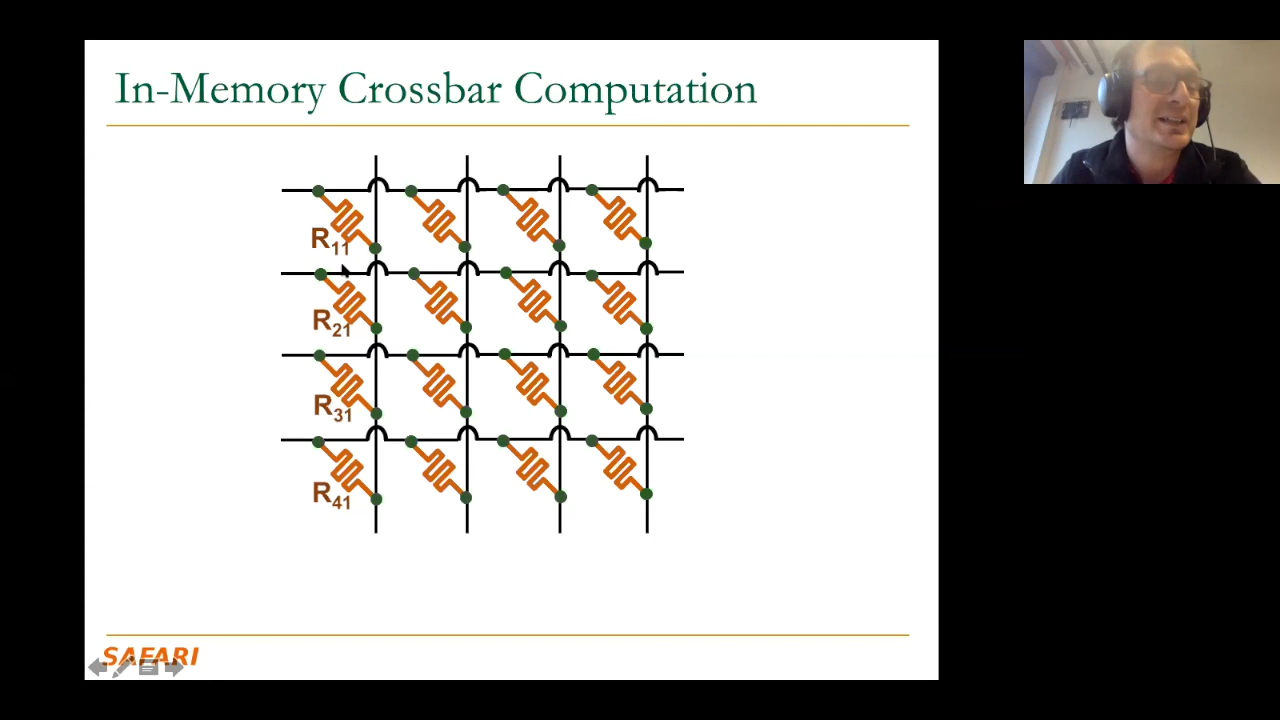 In-Memory Crossbar Computation
R11
R21
R31
R41
SAFARI